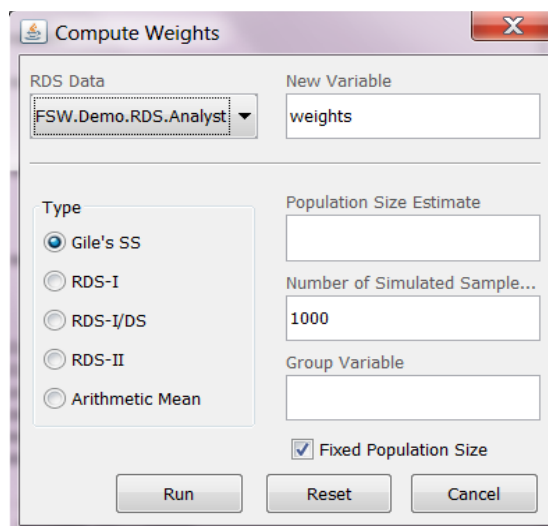 Compute Weights
RDS Data
FSW.Demo.RDS.Analyst
New Variable
weights
Type
Gile's SS
RDS-I
RDS-I/DS
RDS-II
Arithmetic Mean
Population Size Estimate
Number of Simulated Sample...
1000
Group Variable
Fixed Population Size
Run
Reset
Cancel